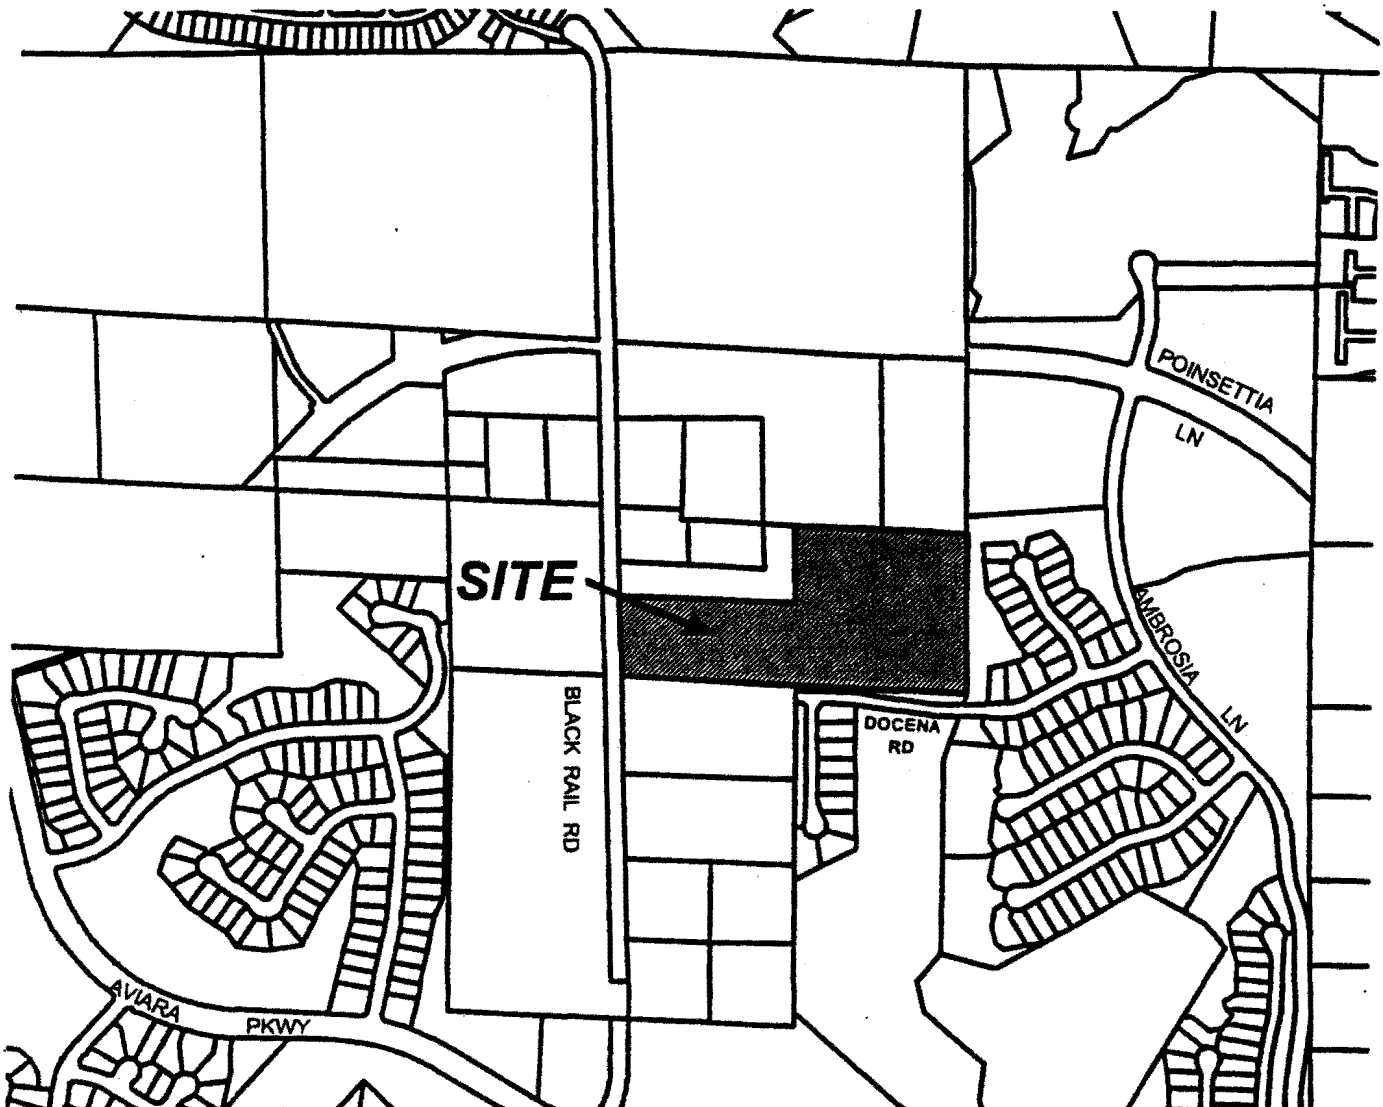 POINSETTIA
LN
SITE
AMBROSIA
LN
BLACK RAIL RD
DOCENA
RD
AVIARA
PKWY